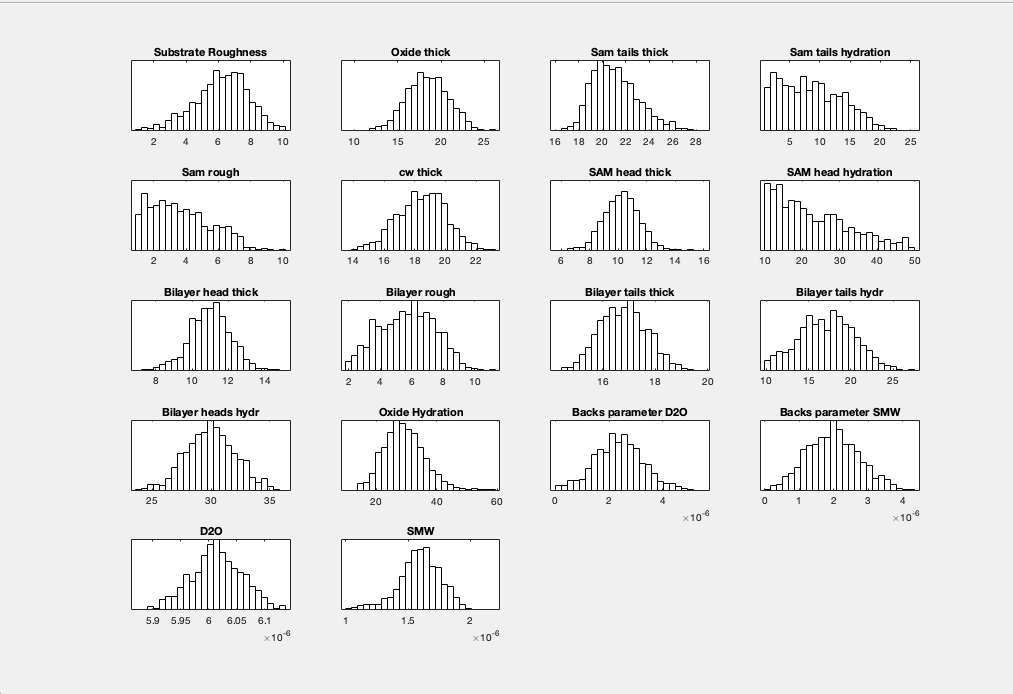 Substrate Roughness
Oxide thick
Sam tails thick
Sam tails hydration
2 4 6 8 10
10 15 20 25
16 18 20 22 24 26 28
5 10 15 20 25
Sam rough
cw thick
SAM head thick
SAM head hydration
2 4 6 8 10
14 16 18 20 22
6 8 10 12 14 16
10 20 30 40 50
Bilayer head thick
Bilayer rough
Bilayer tails thick
Bilayer tails hydr
8 10 12 14
2 4 6 8 10
16 18 20
10 15 20 25
Bilayer heads hydr
Oxide Hydration
Backs parameter D2O
Backs parameter SMW
25 30 35
20 40 60
0 2 4
×10⁻⁶
0 1 2 3 4
×10⁻⁶
D2O
SMW
5.9 5.95 6 6.05 6.1
×10⁻⁶
1 1.5 2
×10⁻⁶